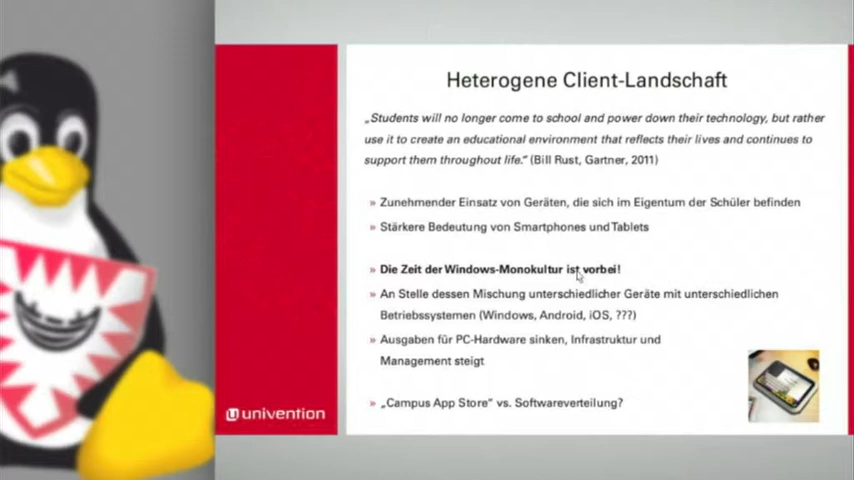 Heterogene Client-Landschaft
„Students will no longer come to school and power down their technology, but rather
use it to create an educational environment that reflects their lives and continues to
support them throughout life.“ (Bill Rust, Gartner, 2011)
» Zunehmender Einsatz von Geräten, die sich im Eigentum der Schüler befinden
» Stärkere Bedeutung von Smartphones und Tablets
» Die Zeit der Windows-Monokultur ist vorbei!
» An Stelle dessen Mischung unterschiedlicher Geräte mit unterschiedlichen
Betriebssystemen (Windows, Android, iOS, ???)
» Ausgaben für PC-Hardware sinken, Infrastruktur und
Management steigt
» „Campus App Store“ vs. Softwareverteilung?
univention